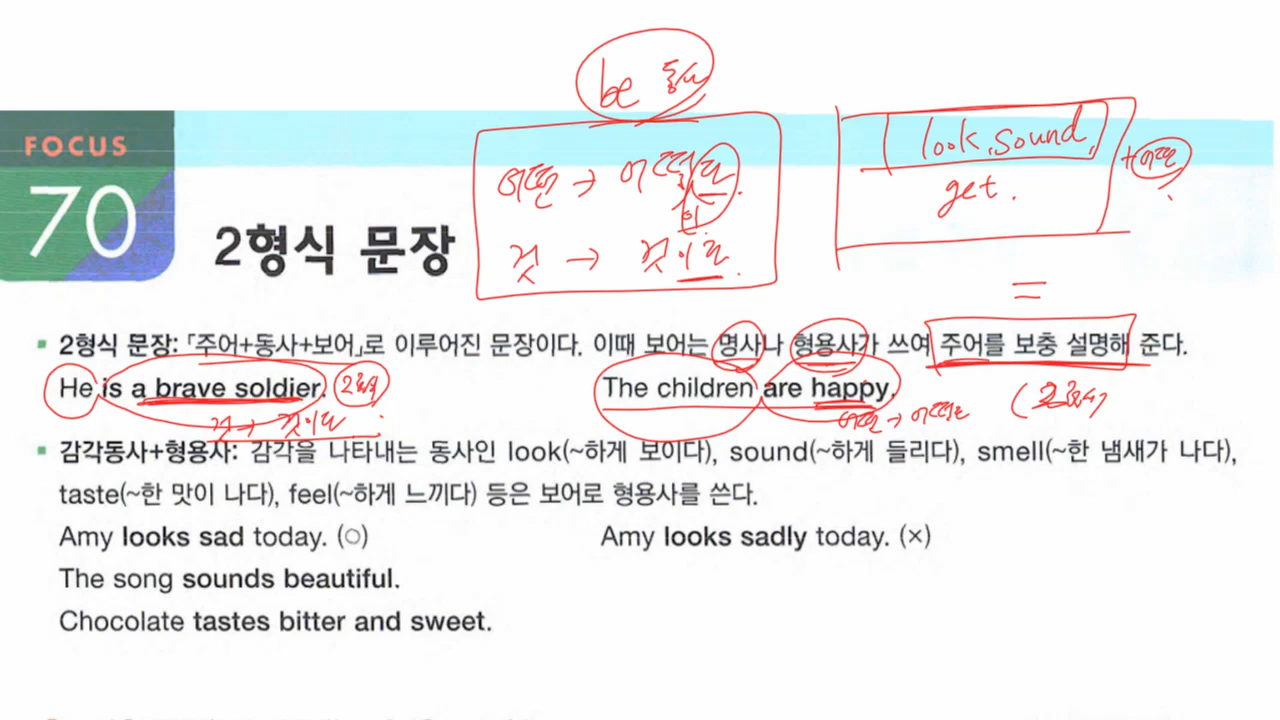 be 동사
FOCUS
70
2형식 문장
어떤 → 어떻다.
것 → 것이다.
look, sound,
get.
+어떤
=
▪ 2형식 문장: 「주어+동사+보어」로 이루어진 문장이다. 이때 보어는 명사나 형용사가 쓰여 주어를 보충 설명해 준다.
He is a brave soldier. The children are happy.
2형식
것 → 것이다.
어떤 → 어떻다
▪ 감각동사+형용사: 감각을 나타내는 동사인 look(~하게 보이다), sound(~하게 들리다), smell(~한 냄새가 나다),
taste(~한 맛이 나다), feel(~하게 느끼다) 등은 보어로 형용사를 쓴다.
Amy looks sad today. (○) Amy looks sadly today. (×)
The song sounds beautiful.
Chocolate tastes bitter and sweet.